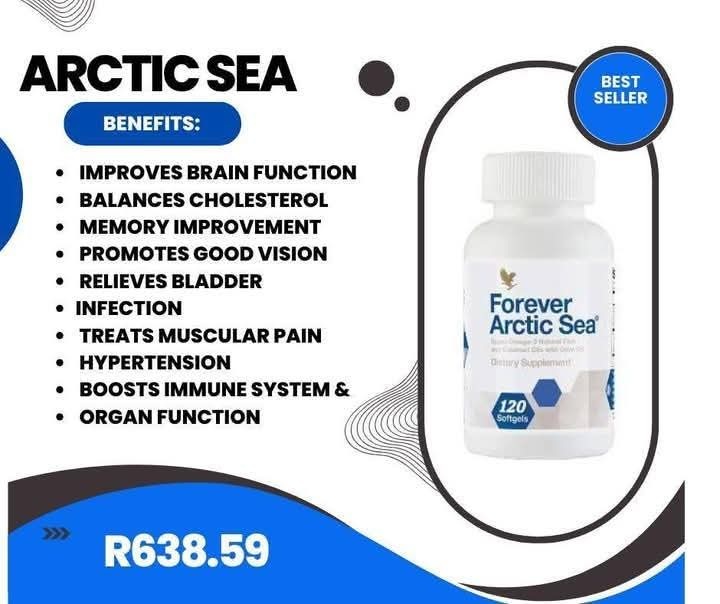 ARCTIC SEA
BENEFITS:
• IMPROVES BRAIN FUNCTION
• BALANCES CHOLESTEROL
• MEMORY IMPROVEMENT
• PROMOTES GOOD VISION
• RELIEVES BLADDER
• INFECTION
• TREATS MUSCULAR PAIN
• HYPERTENSION
• BOOSTS IMMUNE SYSTEM &
• ORGAN FUNCTION
BEST
SELLER
Forever
Arctic Sea®
Dietary Supplement
120
Softgels
R638.59